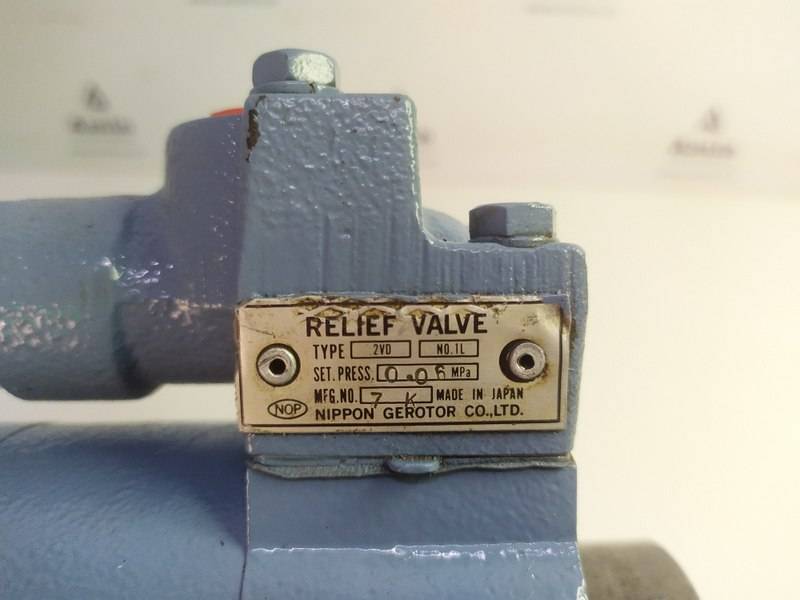 RELIEF VALVE
TYPE 2VD NO.1L
SET.PRESS. 0.06 MPa
MFG.NO. 7 K MADE IN JAPAN
NOP NIPPON GEROTOR CO.,LTD.